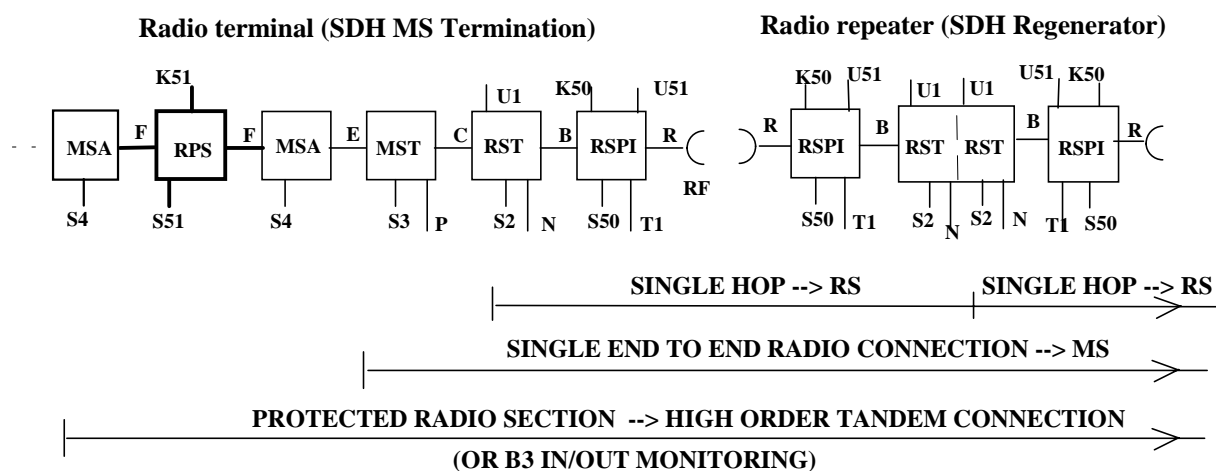 Radio terminal (SDH MS Termination) Radio repeater (SDH Regenerator)
K51 U1 K50 U51 K50 U51 U1 U1 U51 K50
MSA F RPS F MSA E MST C RST B RSPI R R RSPI B RST RST B RSPI R
RF
S4 S51 S4 S3 P S2 N S50 T1 S50 T1 S2 N S2 N T1 S50
SINGLE HOP --> RS SINGLE HOP --> RS
SINGLE END TO END RADIO CONNECTION --> MS
PROTECTED RADIO SECTION --> HIGH ORDER TANDEM CONNECTION
(OR B3 IN/OUT MONITORING)